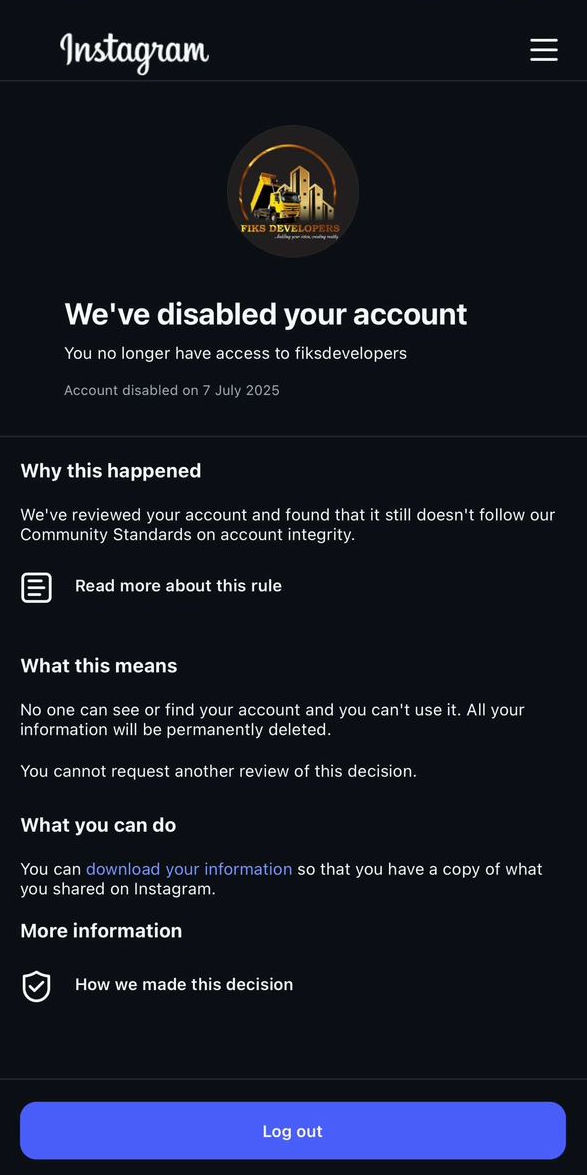 Instagram
FIKS DEVELOPERS
We've disabled your account
You no longer have access to fiksdevelopers
Account disabled on 7 July 2025
Why this happened
We've reviewed your account and found that it still doesn't follow our
Community Standards on account integrity.
Read more about this rule
What this means
No one can see or find your account and you can't use it. All your
information will be permanently deleted.
You cannot request another review of this decision.
What you can do
You can download your information so that you have a copy of what
you shared on Instagram.
More information
How we made this decision
Log out